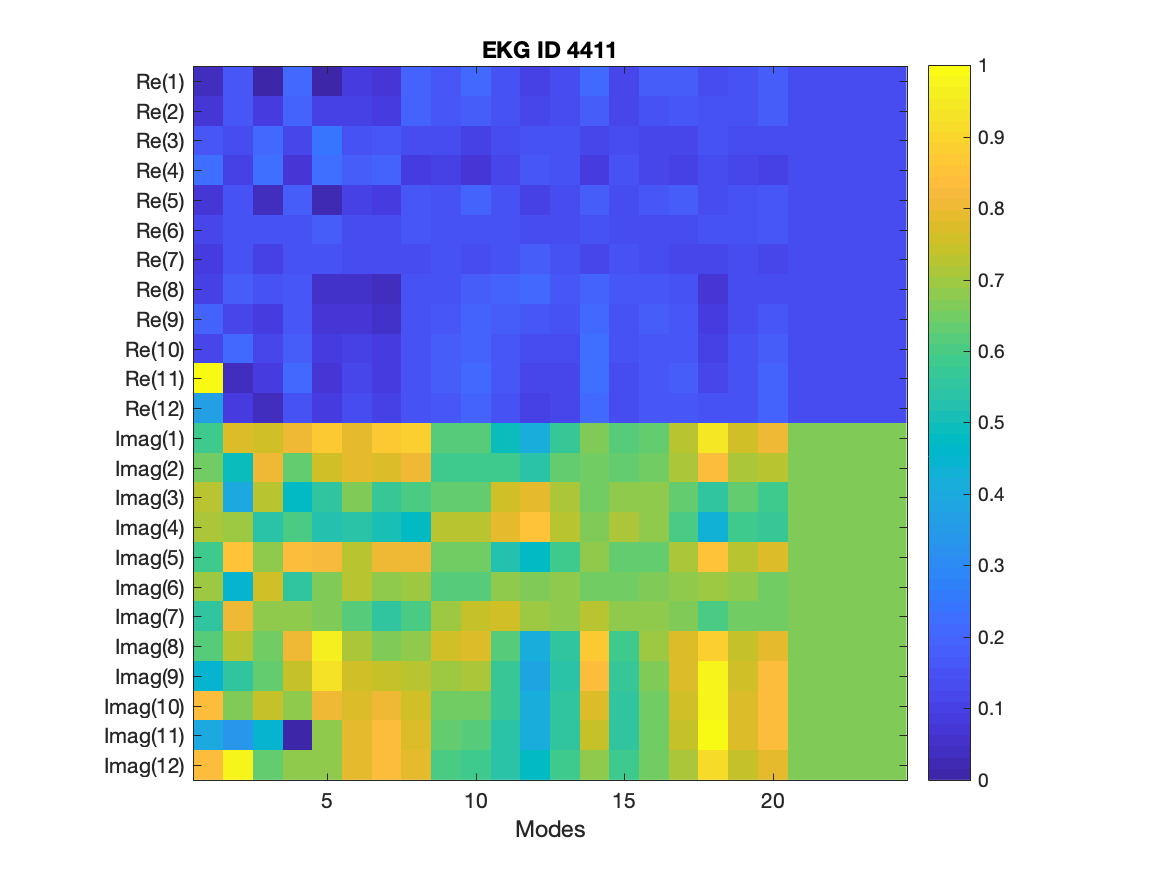 EKG ID 4411
Re(1)
Re(2)
Re(3)
Re(4)
Re(5)
Re(6)
Re(7)
Re(8)
Re(9)
Re(10)
Re(11)
Re(12)
Imag(1)
Imag(2)
Imag(3)
Imag(4)
Imag(5)
Imag(6)
Imag(7)
Imag(8)
Imag(9)
Imag(10)
Imag(11)
Imag(12)
5 10 15 20
Modes
1
0.9
0.8
0.7
0.6
0.5
0.4
0.3
0.2
0.1
0